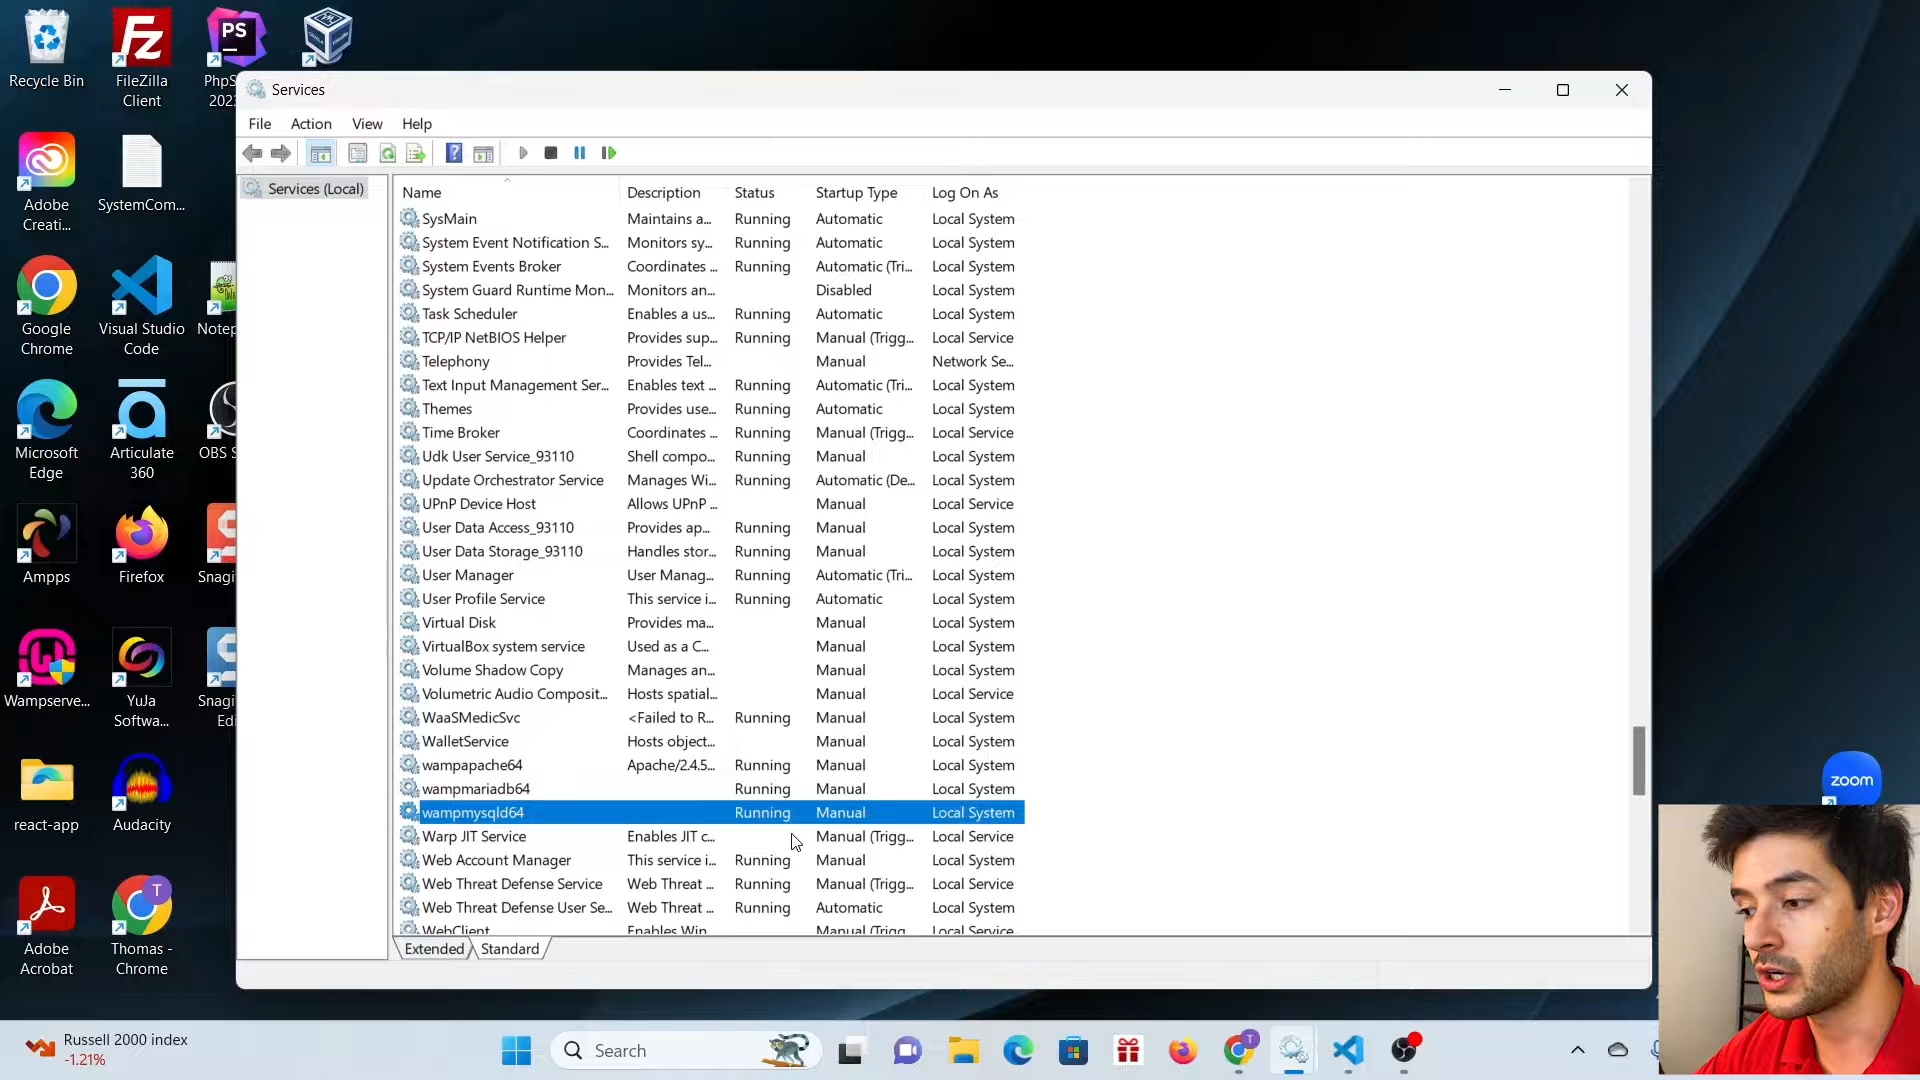 Recycle Bin
FileZilla
Client
PS
PhpS
202
Adobe
Creati...
SystemCom...
Google
Chrome
Visual Studio
Code
Notep
Microsoft
Edge
Articulate
360
OBS S
Ampps
Firefox
Snagi
Wampserve...
YuJa
Softwa...
Snagi
Edi
react-app
Audacity
Adobe
Acrobat
T
Thomas -
Chrome
Services
File Action View Help
Services (Local)
Name Description Status Startup Type Log On As
SysMain Maintains a... Running Automatic Local System
System Event Notification S... Monitors sy... Running Automatic Local System
System Events Broker Coordinates ... Running Automatic (Tri... Local System
System Guard Runtime Mon... Monitors an... Disabled Local System
Task Scheduler Enables a us... Running Automatic Local System
TCP/IP NetBIOS Helper Provides sup... Running Manual (Trigg... Local Service
Telephony Provides Tel... Manual Network Se...
Text Input Management Ser... Enables text ... Running Automatic (Tri... Local System
Themes Provides use... Running Automatic Local System
Time Broker Coordinates ... Running Manual (Trigg... Local Service
Udk User Service_93110 Shell compo... Running Manual Local System
Update Orchestrator Service Manages Wi... Running Automatic (De... Local System
UPnP Device Host Allows UPnP ... Manual Local Service
User Data Access_93110 Provides ap... Running Manual Local System
User Data Storage_93110 Handles stor... Running Manual Local System
User Manager User Manag... Running Automatic (Tri... Local System
User Profile Service This service i... Running Automatic Local System
Virtual Disk Provides ma... Manual Local System
VirtualBox system service Used as a C... Manual Local System
Volume Shadow Copy Manages an... Manual Local System
Volumetric Audio Composit... Hosts spatial... Manual Local Service
WaaSMedicSvc <Failed to R... Running Manual Local System
WalletService Hosts object... Manual Local System
wampapache64 Apache/2.4.5... Running Manual Local System
wampmariadb64 Running Manual Local System
wampmysqld64 Running Manual Local System
Warp JIT Service Enables JIT c... Manual (Trigg... Local Service
Web Account Manager This service i... Running Manual Local System
Web Threat Defense Service Web Threat ... Running Manual (Trigg... Local Service
Web Threat Defense User Se... Web Threat ... Running Automatic Local System
WebClient Enables Win... Manual (Trigg... Local Service
Extended Standard
zoom
Russell 2000 index
-1.21%
Search
T